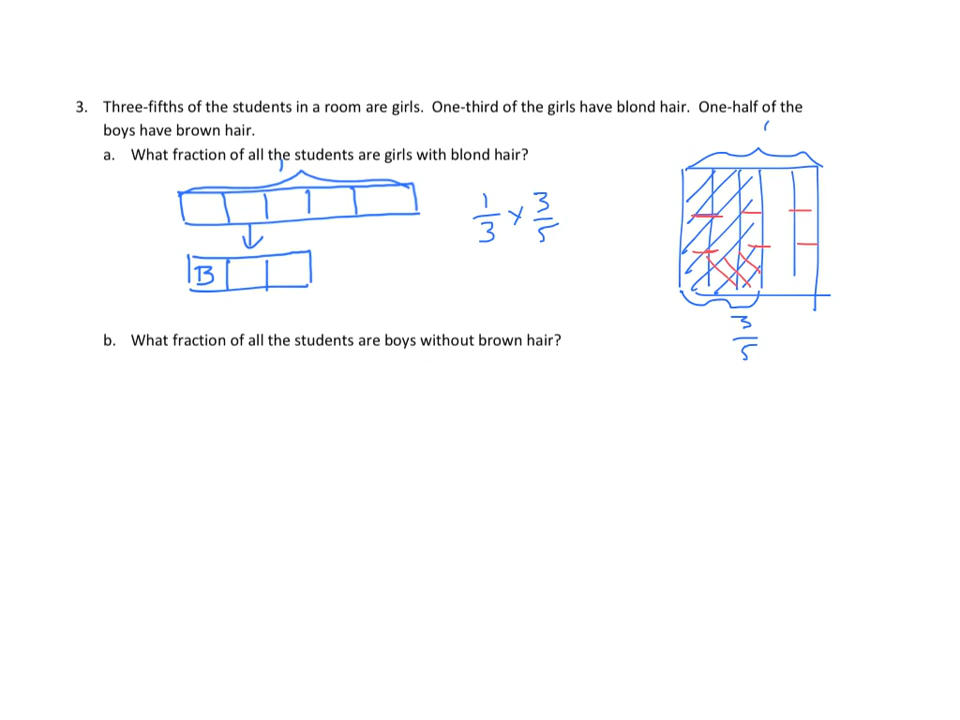 3. Three-fifths of the students in a room are girls. One-third of the girls have blond hair. One-half of the
boys have brown hair.
a. What fraction of all the students are girls with blond hair?
1
1
1/3 × 3/5
B
3/5
b. What fraction of all the students are boys without brown hair?